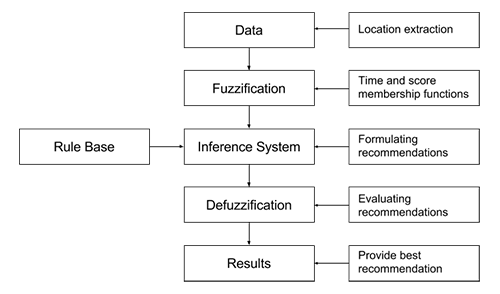 Data
Location extraction
Fuzzification
Time and score
membership functions
Rule Base
Inference System
Formulating
recommendations
Defuzzification
Evaluating
recommendations
Results
Provide best
recommendation